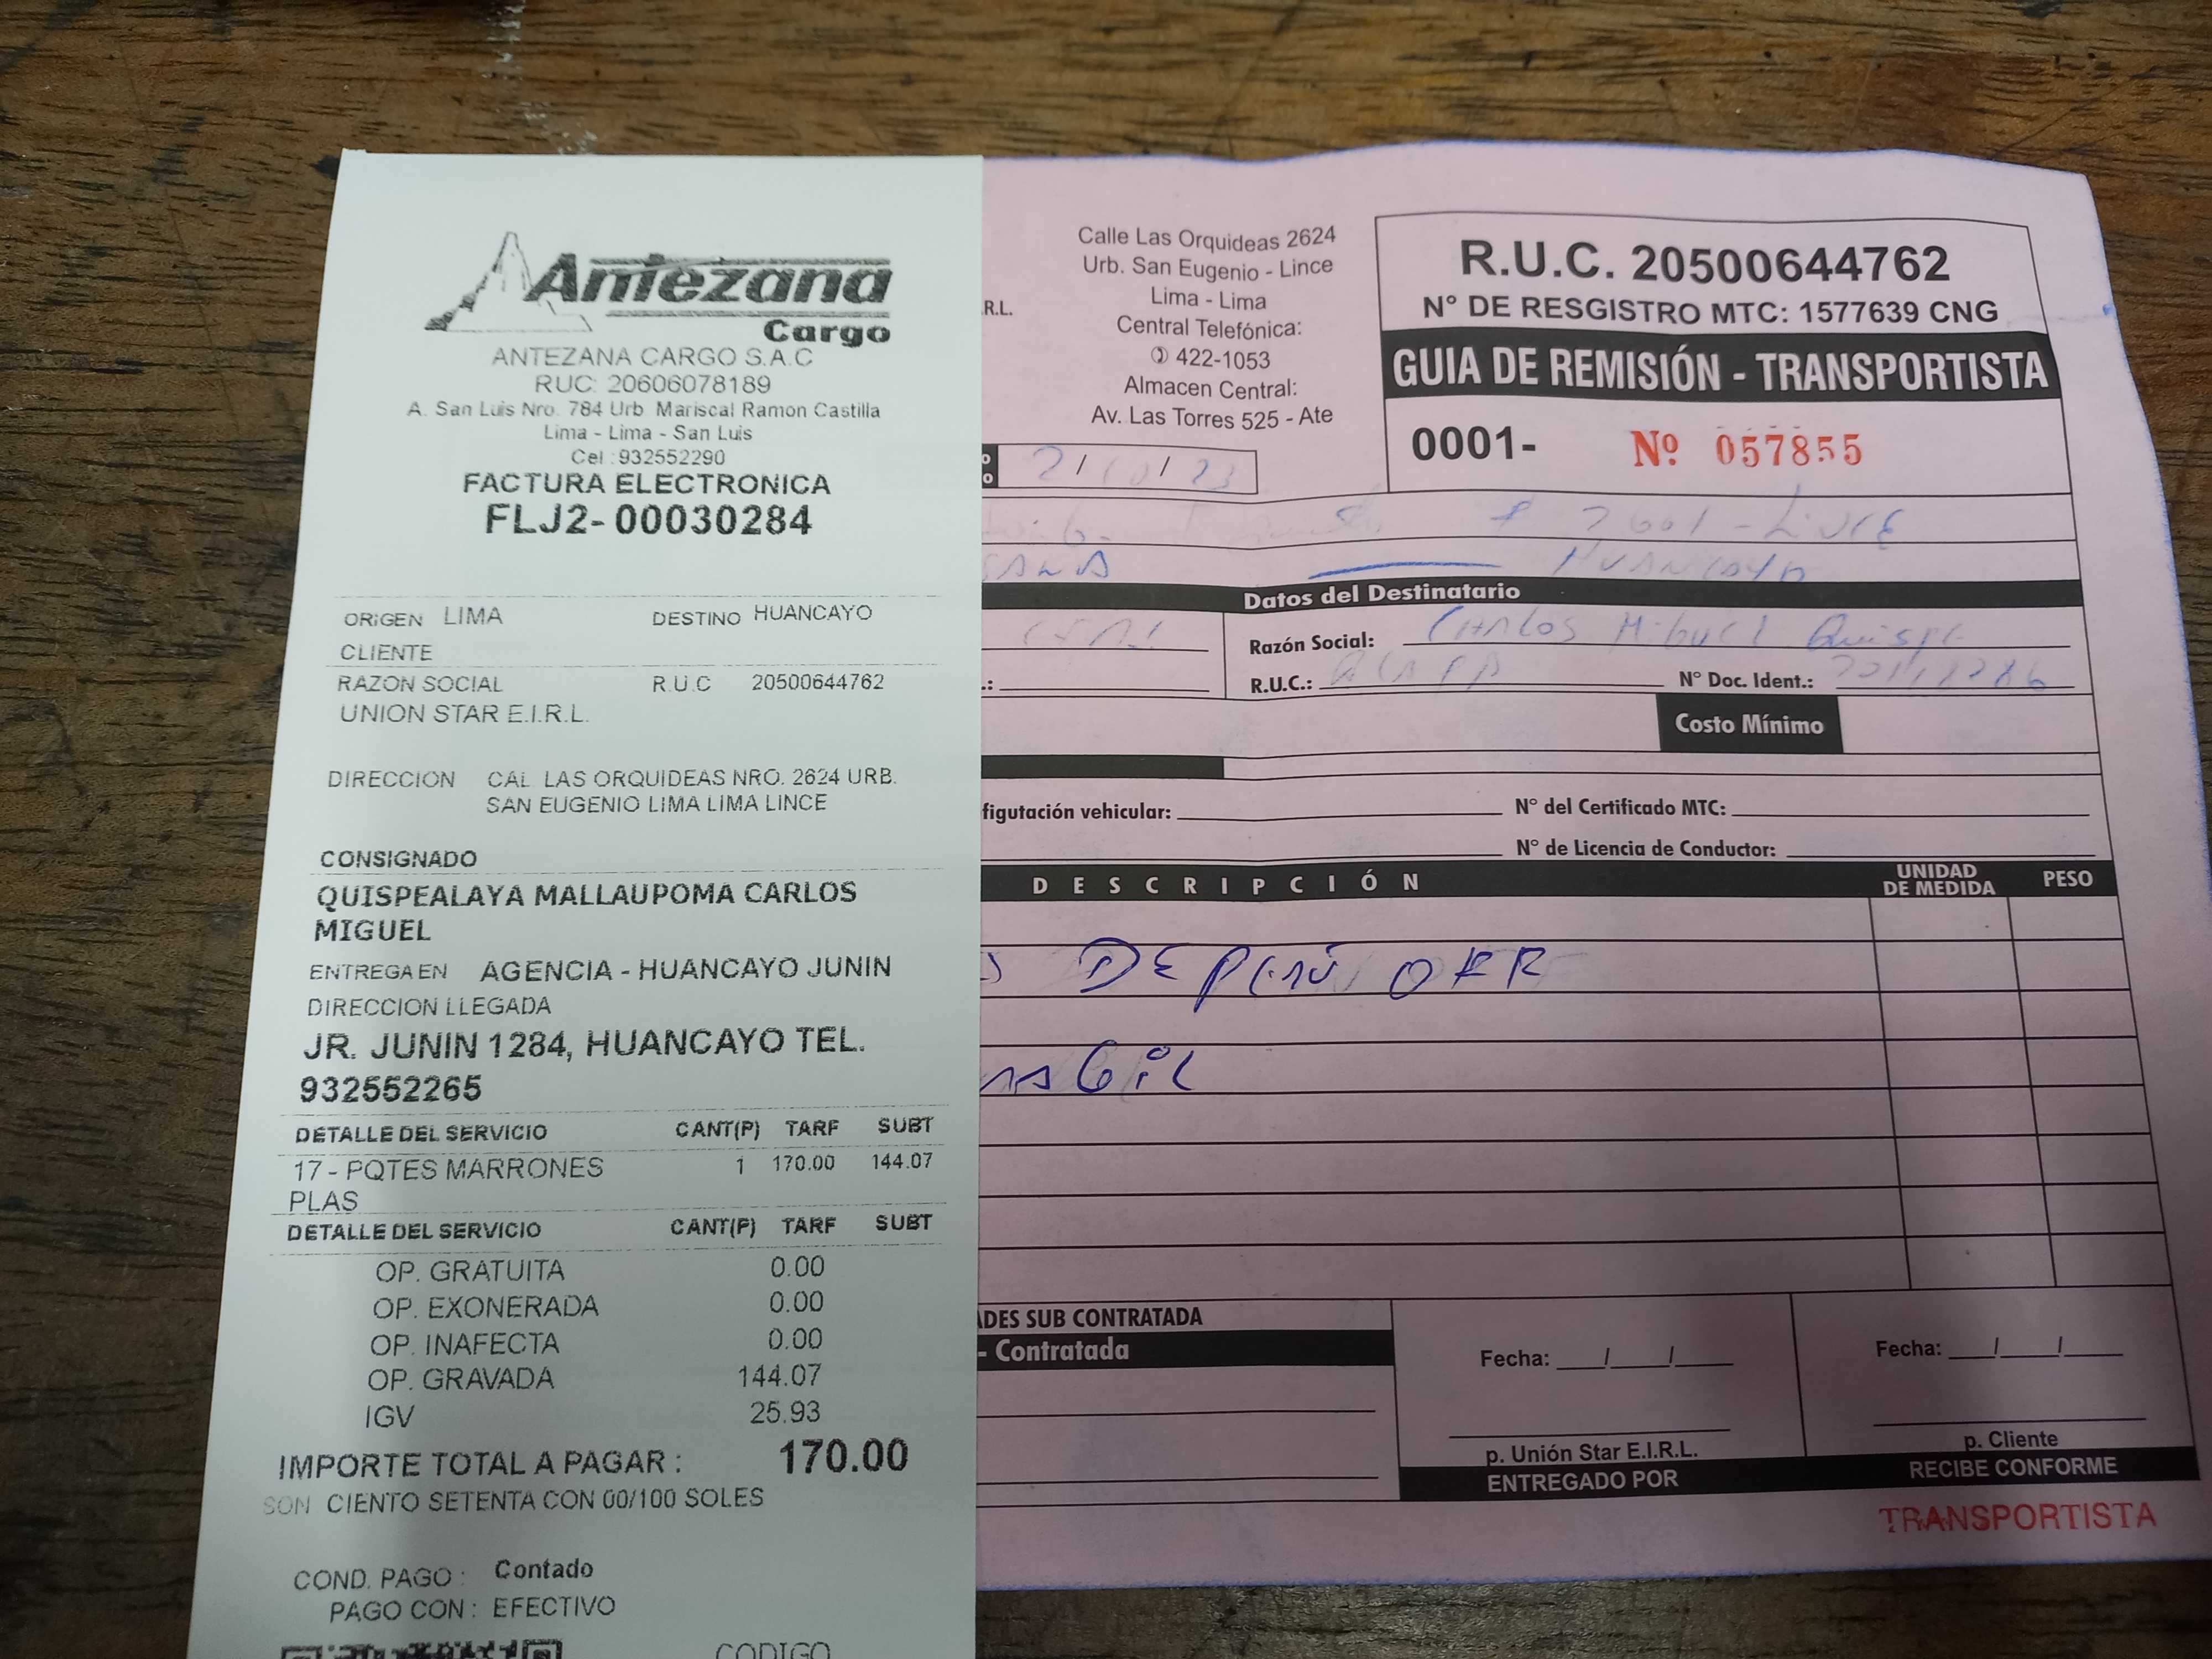 Antezana
Cargo
ANTEZANA CARGO S.A.C
RUC: 20606078189
A. San Luis Nro. 784 Urb. Mariscal Ramon Castilla
Lima - Lima - San Luis
Cel :932552290
FACTURA ELECTRONICA
FLJ2- 00030284
ORIGEN LIMA DESTINO HUANCAYO
CLIENTE
RAZON SOCIAL R.U.C 20500644762
UNION STAR E.I.R.L.
DIRECCION CAL. LAS ORQUIDEAS NRO. 2624 URB.
SAN EUGENIO LIMA LIMA LINCE
CONSIGNADO
QUISPEALAYA MALLAUPOMA CARLOS
MIGUEL
ENTREGA EN AGENCIA - HUANCAYO JUNIN
DIRECCION LLEGADA
JR. JUNIN 1284, HUANCAYO TEL.
932552265
DETALLE DEL SERVICIO CANT(P) TARF SUBT
17 - PQTES MARRONES 1 170.00 144.07
PLAS
DETALLE DEL SERVICIO CANT(P) TARF SUBT
OP. GRATUITA 0.00
OP. EXONERADA 0.00
OP. INAFECTA 0.00
OP. GRAVADA 144.07
IGV 25.93
IMPORTE TOTAL A PAGAR : 170.00
SON CIENTO SETENTA CON 00/100 SOLES
COND. PAGO : Contado
PAGO CON : EFECTIVO
CODIGO
R.L.
Calle Las Orquideas 2624
Urb. San Eugenio - Lince
Lima - Lima
Central Telefónica:
422-1053
Almacen Central:
Av. Las Torres 525 - Ate
R.U.C. 20500644762
N° DE RESGISTRO MTC: 1577639 CNG
GUIA DE REMISIÓN - TRANSPORTISTA
0001- Nº 057855
2/10/23
HUANCAYO
Datos del Destinatario
Razón Social: CARLOS Miguel Quispe
R.U.C.: N° Doc. Ident.:
Costo Mínimo
figutación vehicular: N° del Certificado MTC:
N° de Licencia de Conductor:
DESCRIPCIÓN UNIDAD DE MEDIDA PESO
ADES SUB CONTRATADA
- Contratada
Fecha: / / Fecha: / /
p. Unión Star E.I.R.L. p. Cliente
ENTREGADO POR RECIBE CONFORME
TRANSPORTISTA